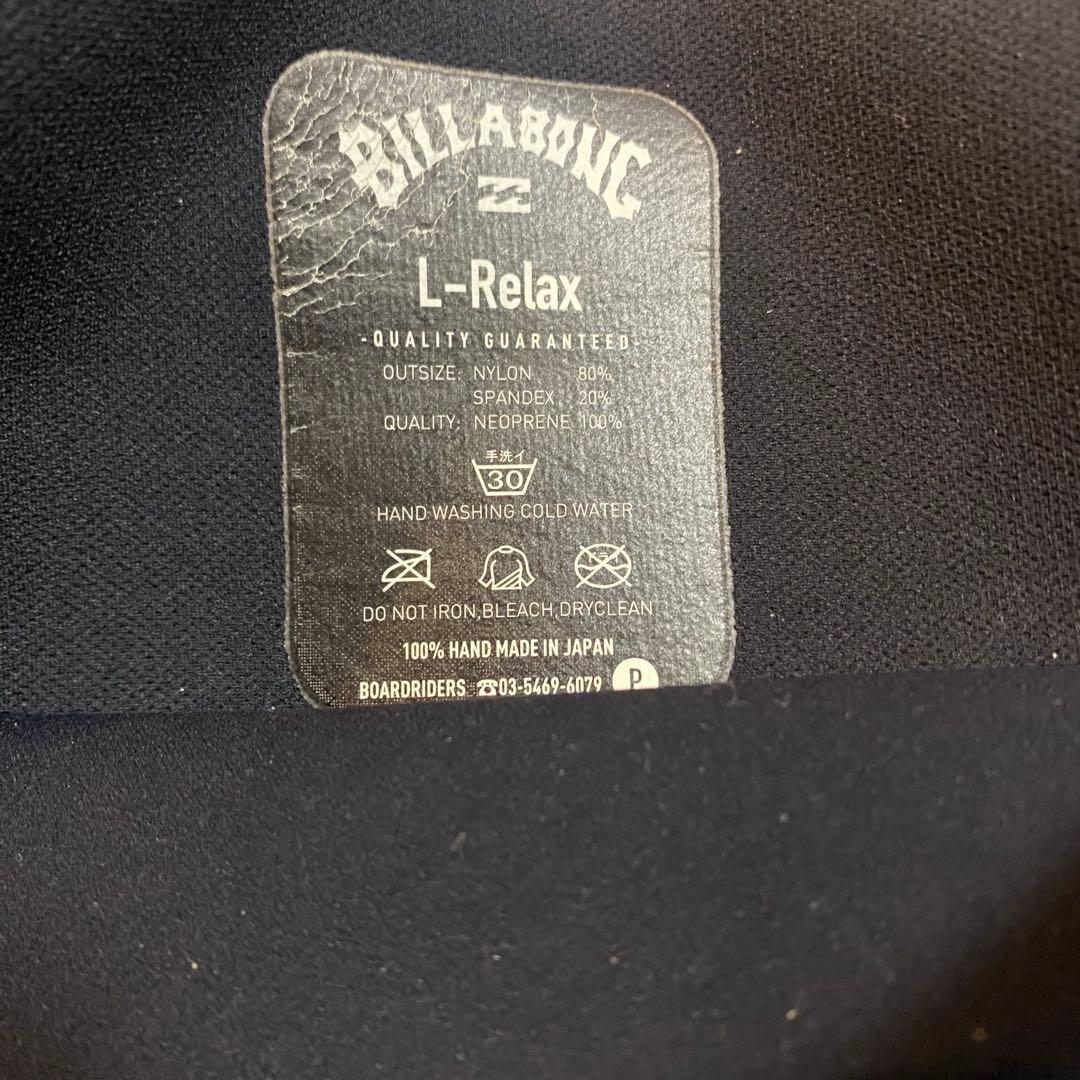 BILLABONG
L-Relax
-QUALITY GUARANTEED-
OUTSIZE: NYLON 80%
SPANDEX 20%
QUALITY: NEOPRENE 100%
手洗イ
30
HAND WASHING COLD WATER
DO NOT IRON,BLEACH,DRYCLEAN
100% HAND MADE IN JAPAN
BOARDRIDERS ☎03-5469-6079 P